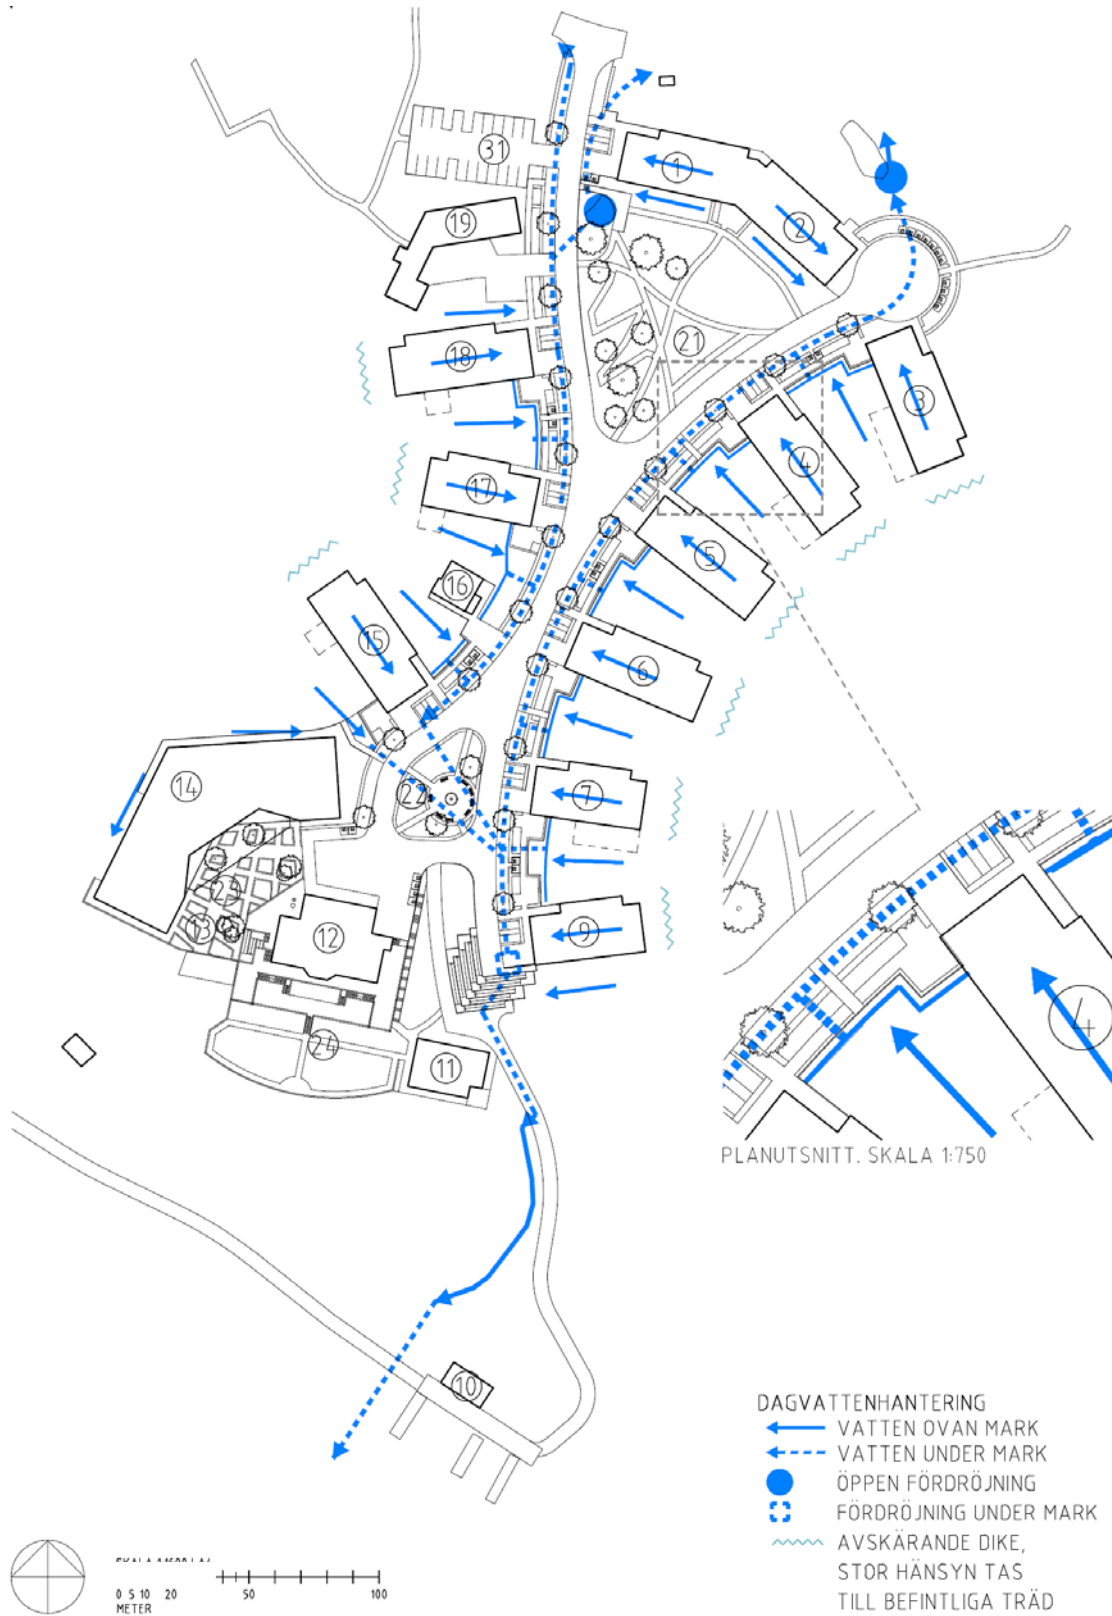 31
1
19
2
18
21
3
4
17
5
16
15
6
14
22
7
23
13
12
9
24
11
4
PLANUTSNITT. SKALA 1:750
10
DAGVATTENHANTERING
VATTEN OVAN MARK
VATTEN UNDER MARK
ÖPPEN FÖRDRÖJNING
FÖRDRÖJNING UNDER MARK
AVSKÄRANDE DIKE,
STOR HÄNSYN TAS
TILL BEFINTLIGA TRÄD
0 5 10 20 50 100
METER